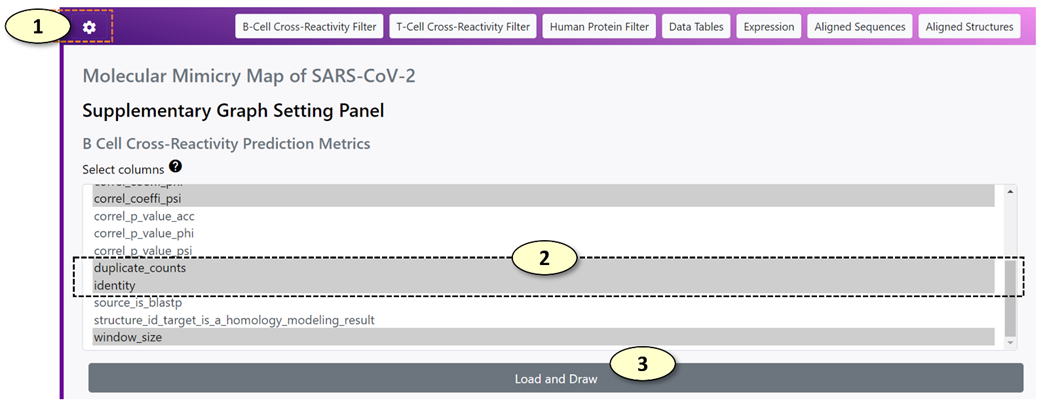 1
B-Cell Cross-Reactivity Filter
T-Cell Cross-Reactivity Filter
Human Protein Filter
Data Tables
Expression
Aligned Sequences
Aligned Structures
Molecular Mimicry Map of SARS-CoV-2
Supplementary Graph Setting Panel
B Cell Cross-Reactivity Prediction Metrics
Select columns ?
correl_coeffi_psi
correl_p_value_acc
correl_p_value_phi
correl_p_value_psi
2
duplicate_counts
identity
source_is_blastp
structure_id_target_is_a_homology_modeling_result
window_size
3
Load and Draw